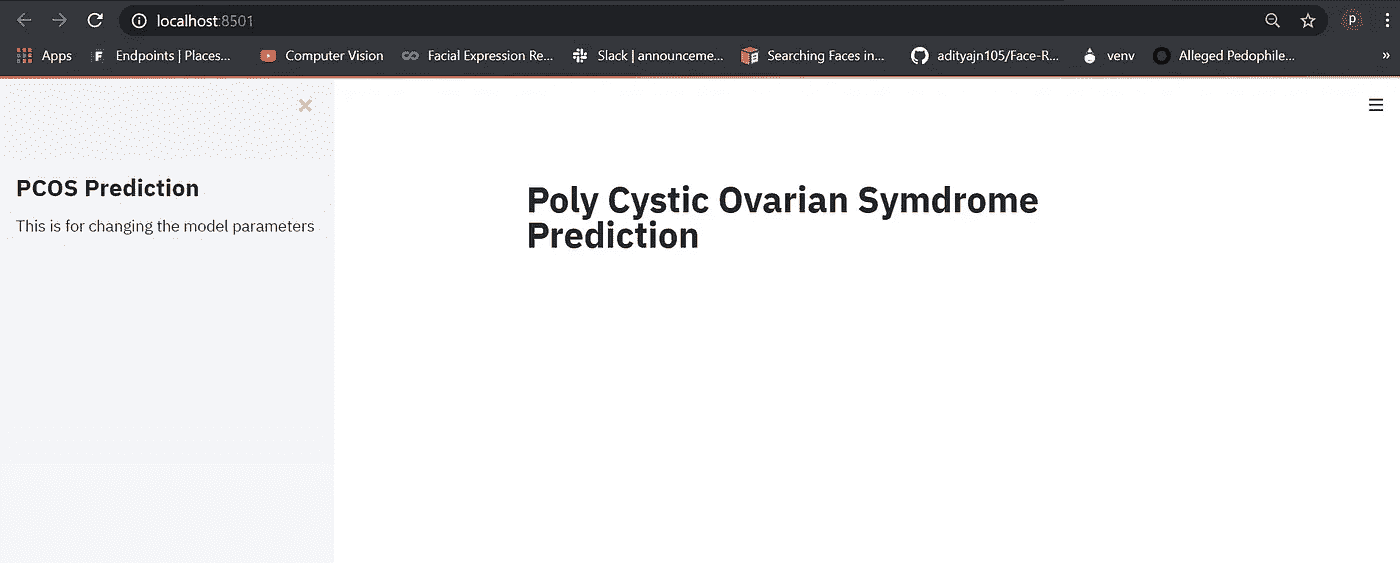 localhost:8501
P
Apps
F
Endpoints | Places...
Computer Vision
Facial Expression Re...
Slack | announceme...
Searching Faces in...
adityajn105/Face-R...
venv
Alleged Pedophile...
»
PCOS Prediction
This is for changing the model parameters
Poly Cystic Ovarian Symdrome
Prediction